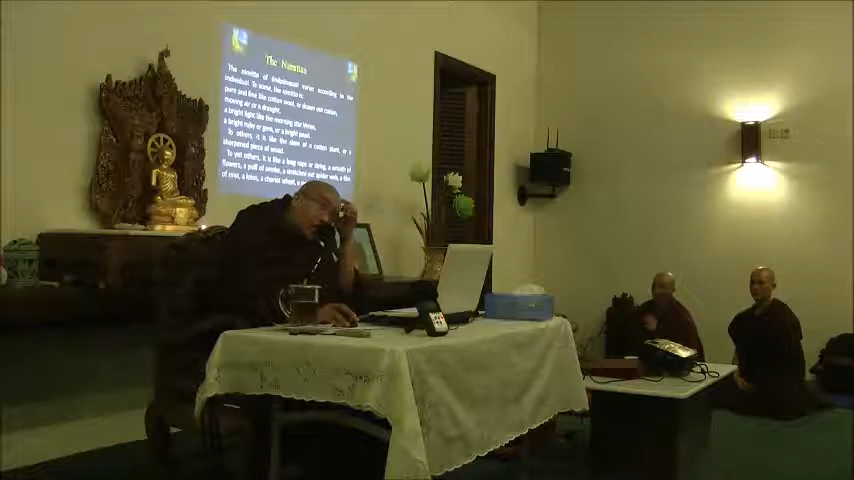 The Nimittas
The nimitta of ānāpānasati varies according to the
individual. To some, the nimitta is:
pure and fine like cotton wool, or drawn out cotton,
moving air or a draught,
a bright light like the morning star Venus,
a bright ruby or gem, or a bright pearl.
To others, it is like the stem of a cotton plant, or a
sharpened piece of wood.
To yet others, it is like a long rope or string, a wreath of
flowers, a puff of smoke, a stretched out spider web, a film
of mist, a lotus, a chariot wheel, a